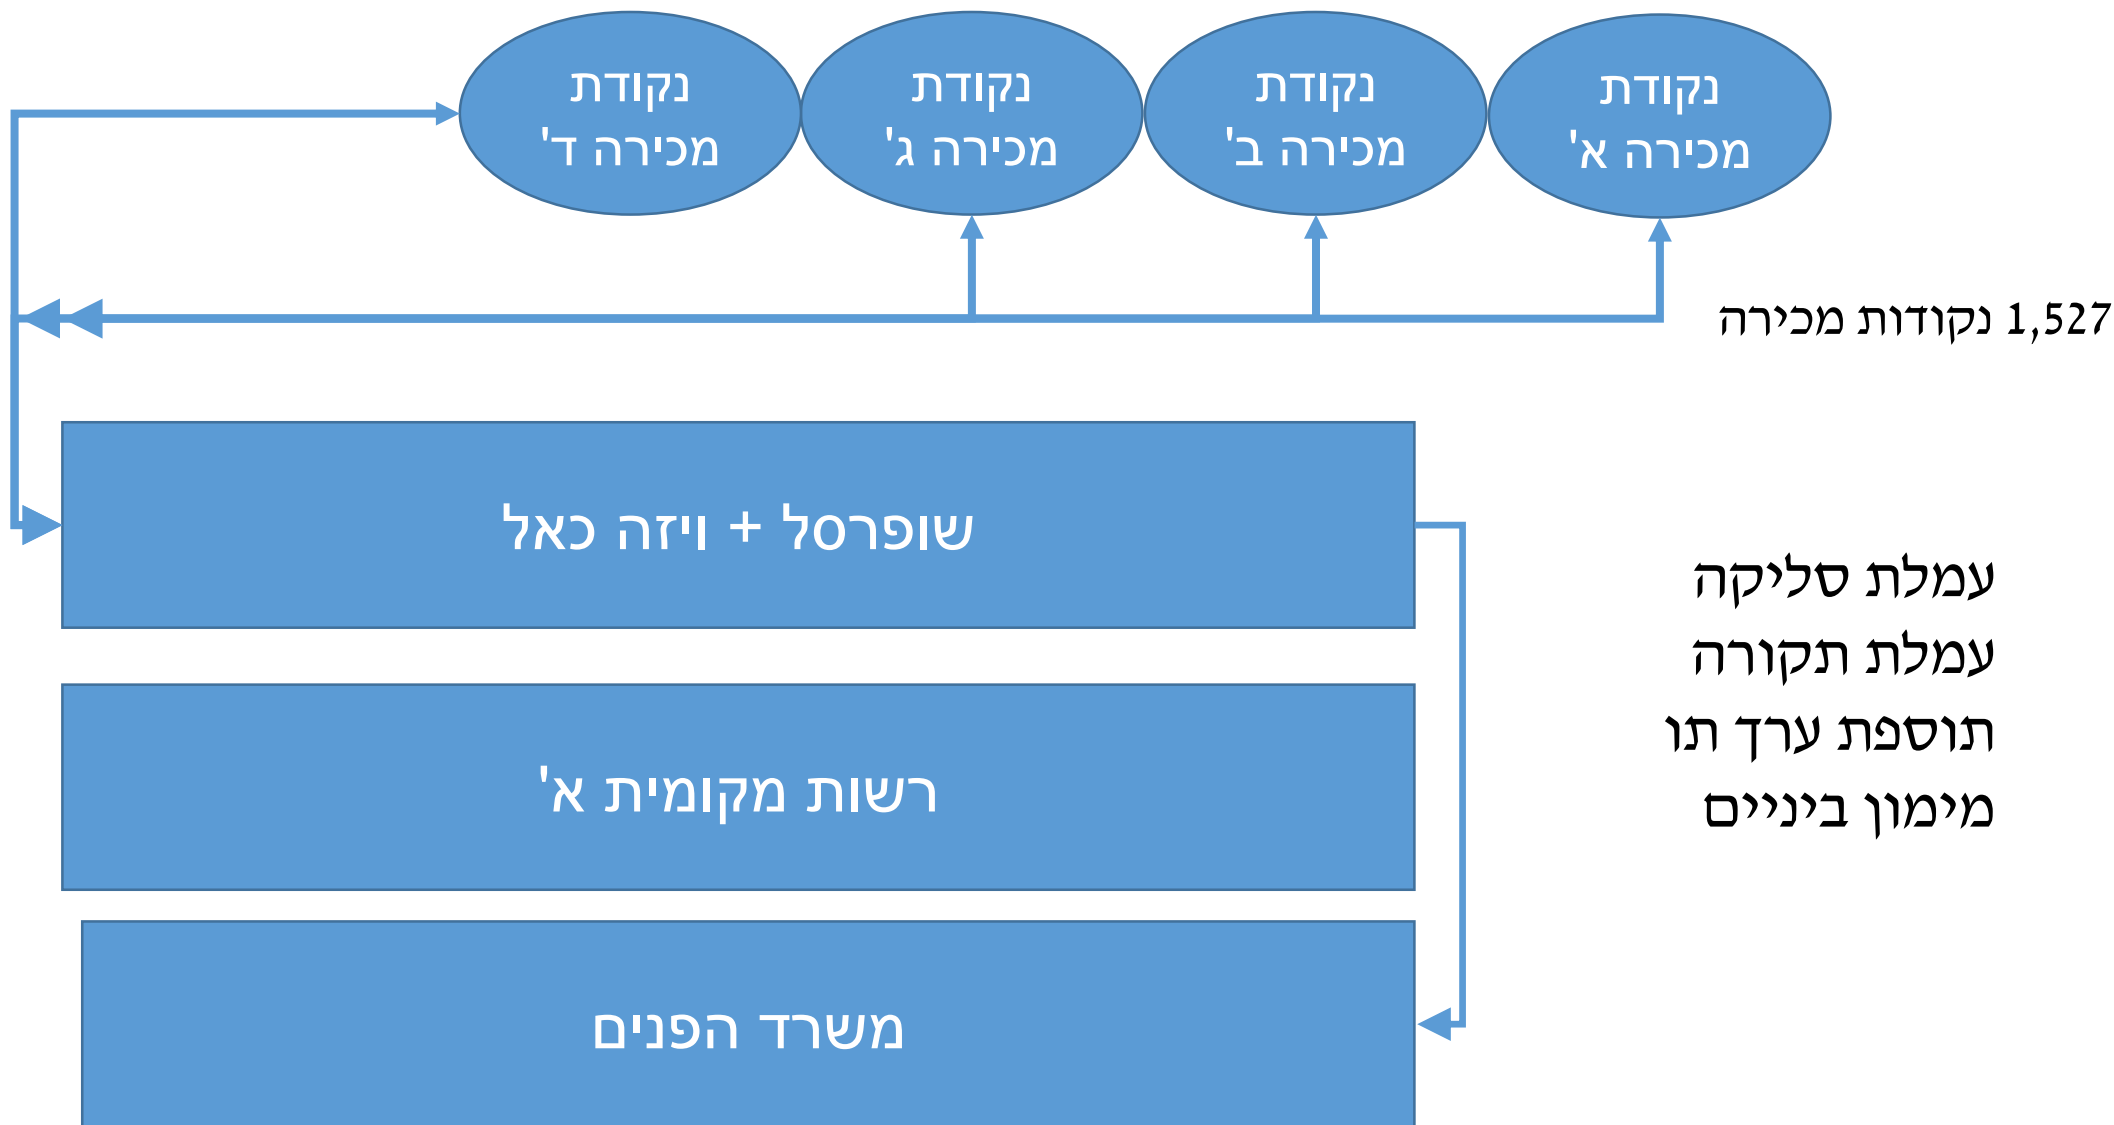 נקודת
מכירה א'
נקודת
מכירה ב'
נקודת
מכירה ג'
נקודת
מכירה ד'
1,527 נקודות מכירה
שופרסל + ויזה כאל
עמלת סליקה
עמלת תקורה
תוספת ערך תו
מימון ביניים
רשות מקומית א'
משרד הפנים